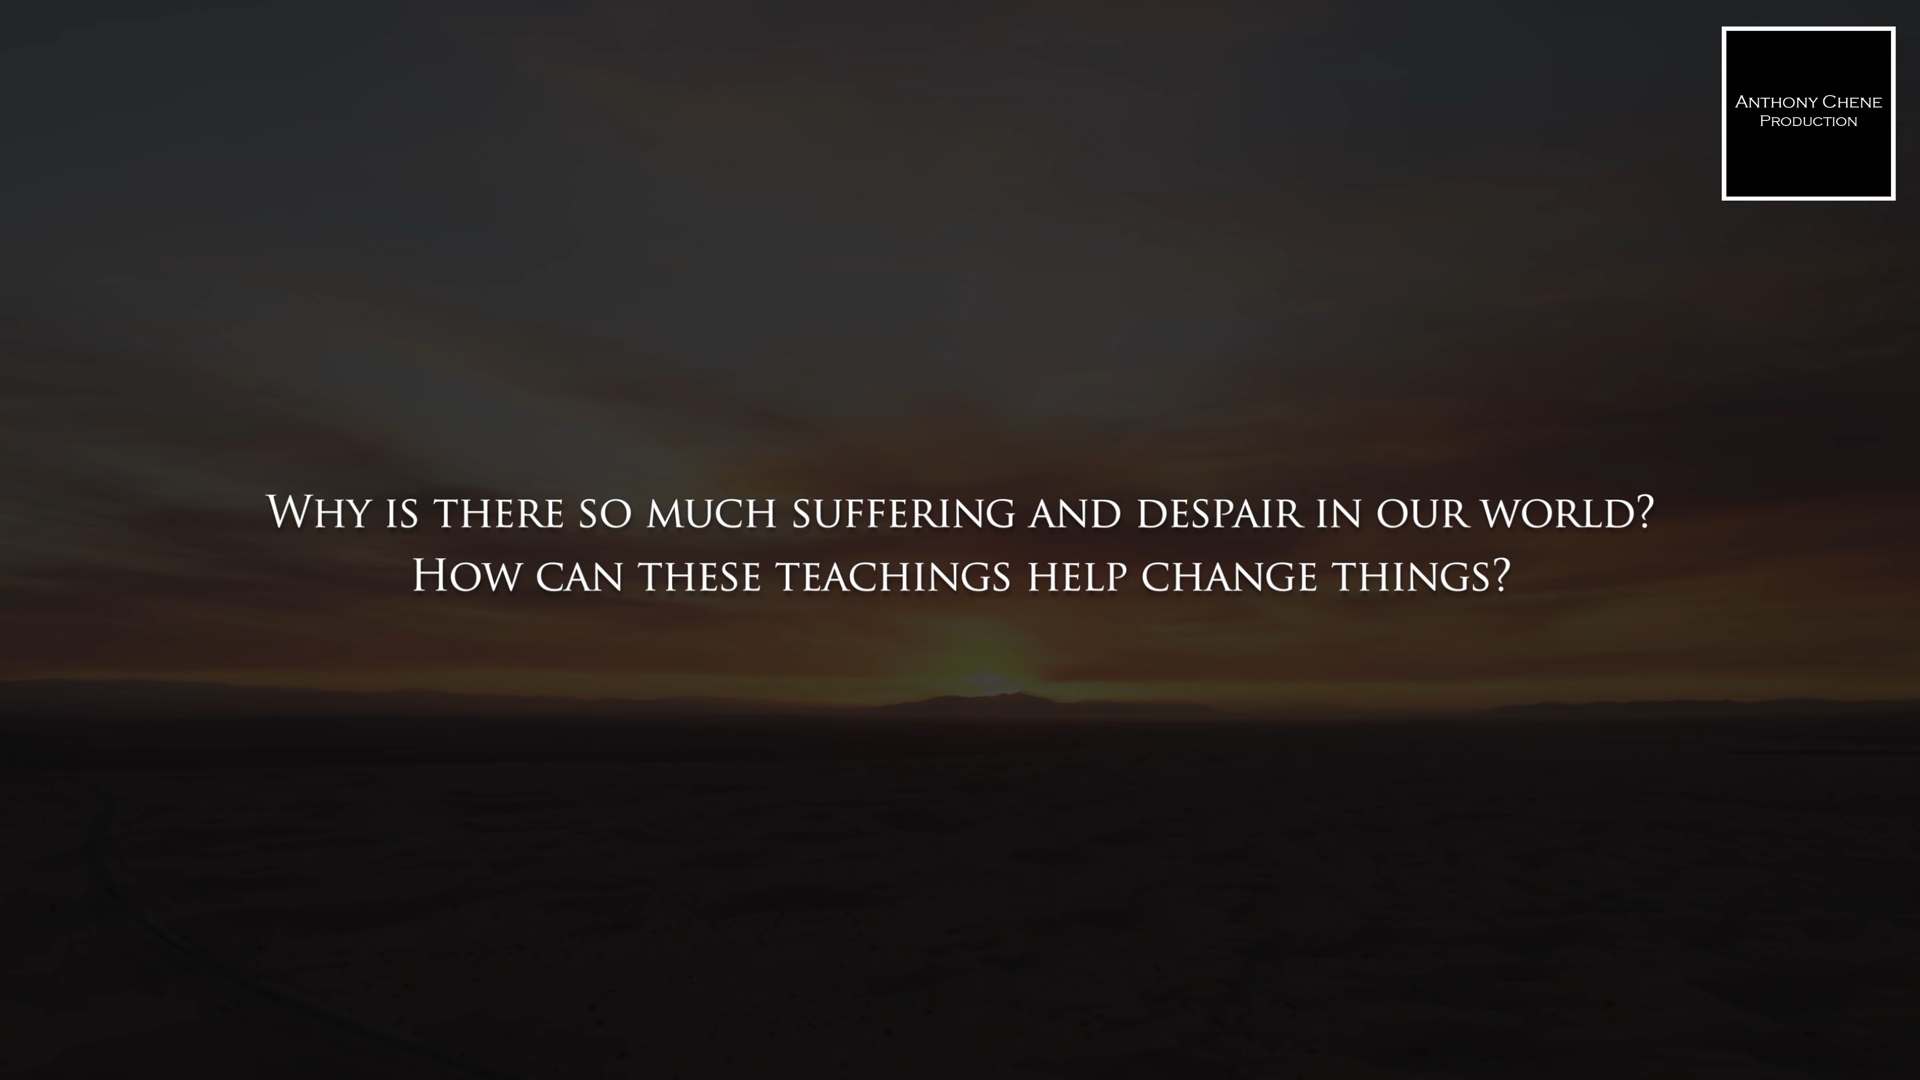 Anthony Chene
Production
Why is there so much suffering and despair in our world?
How can these teachings help change things?